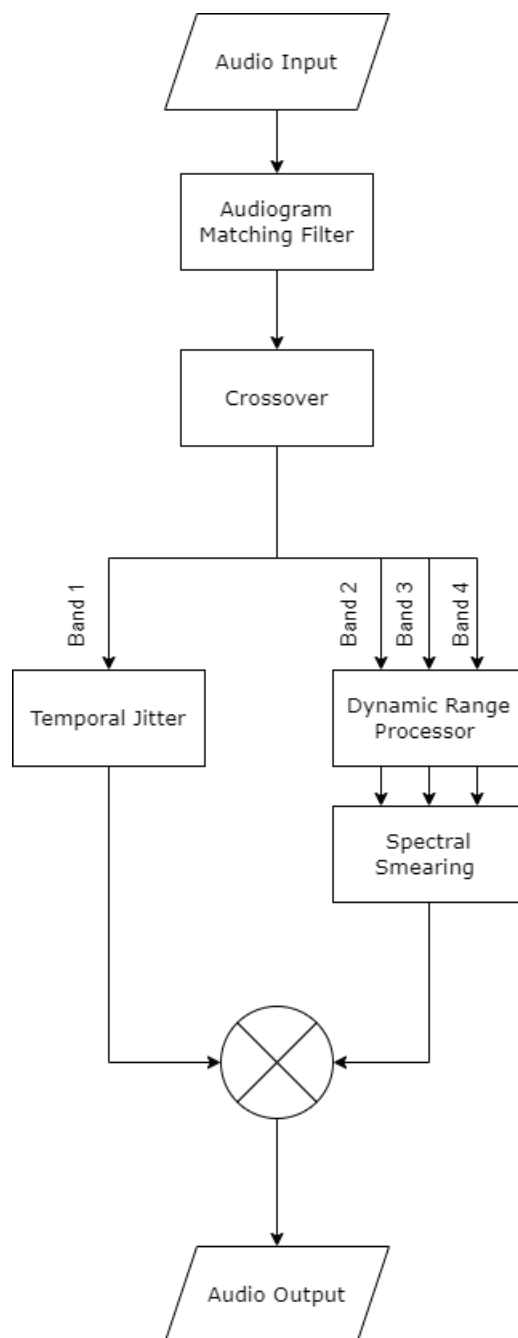 Audio Input
Audiogram
Matching Filter
Crossover
Band 1
Band 2
Band 3
Band 4
Temporal Jitter
Dynamic Range
Processor
Spectral
Smearing
Audio Output